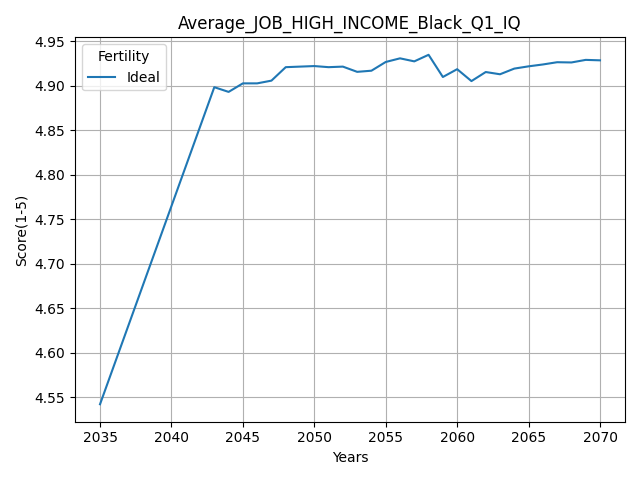 Average_JOB_HIGH_INCOME_Black_Q1_IQ
Fertility
Ideal
4.95
4.90
4.85
4.80
4.75
4.70
4.65
4.60
4.55
Score(1-5)
2035 2040 2045 2050 2055 2060 2065 2070
Years